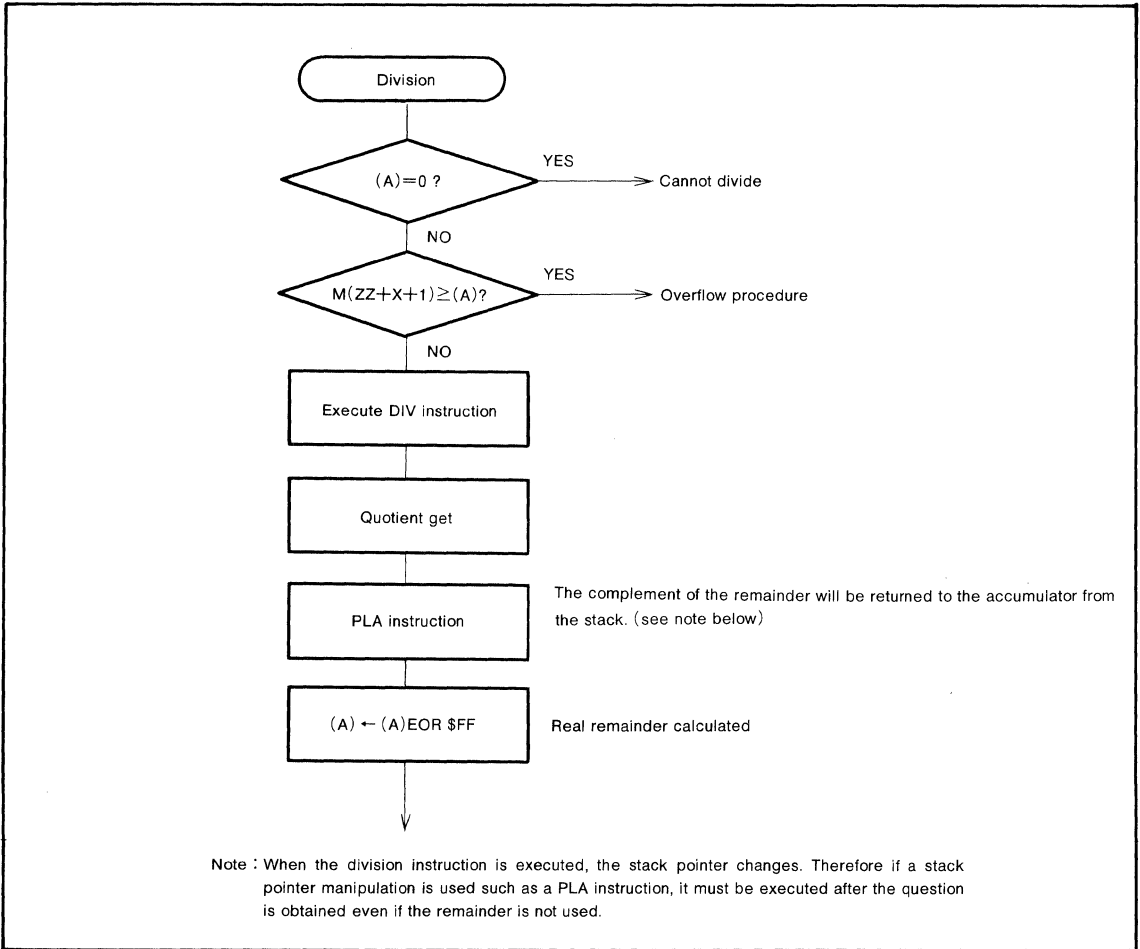 Division
(A)=0 ?
YES
Cannot divide
NO
M(ZZ+X+1)≥(A)?
YES
Overflow procedure
NO
Execute DIV instruction
Quotient get
PLA instruction
The complement of the remainder will be returned to the accumulator from
the stack. (see note below)
(A) ← (A)EOR $FF
Real remainder calculated
Note : When the division instruction is executed, the stack pointer changes. Therefore if a stack
pointer manipulation is used such as a PLA instruction, it must be executed after the question
is obtained even if the remainder is not used.